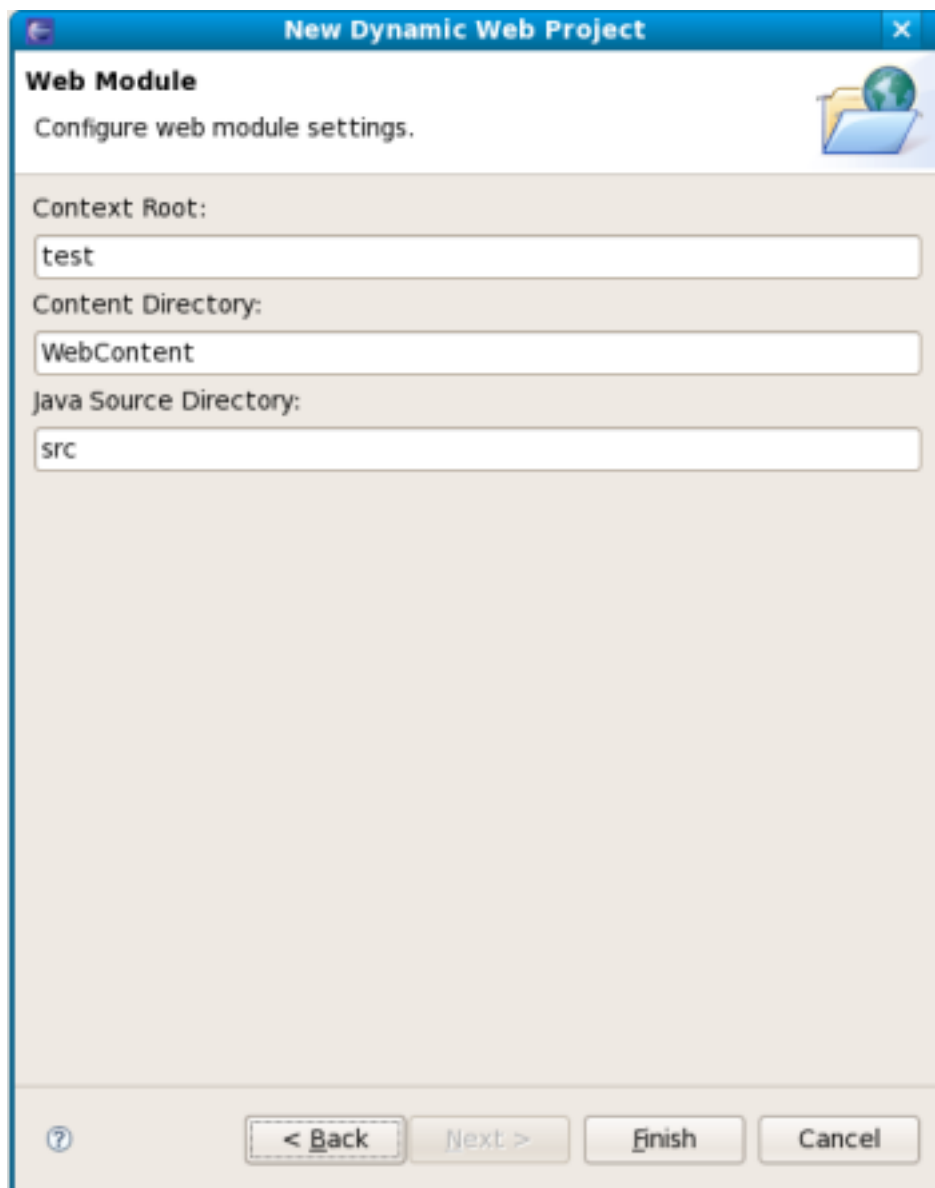 New Dynamic Web Project
Web Module
Configure web module settings.
Context Root:
test
Content Directory:
WebContent
Java Source Directory:
src
? < Back Next > Finish Cancel